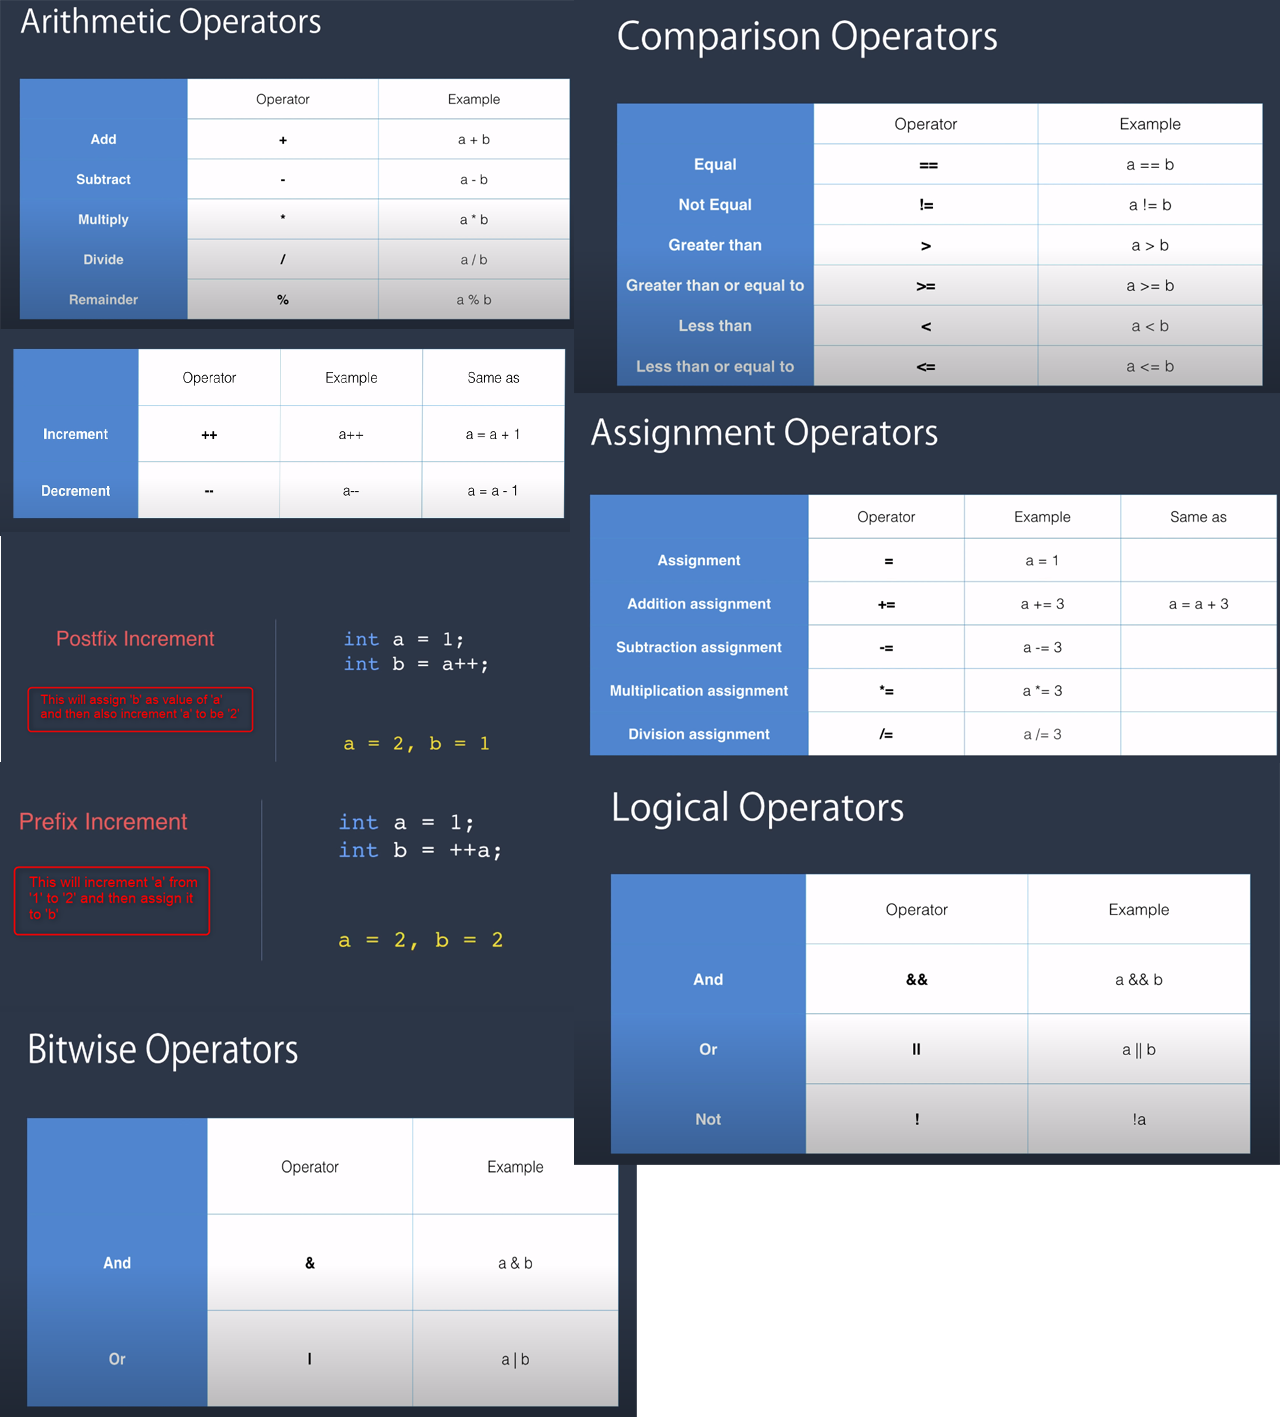 Arithmetic Operators
Operator Example
Add + a + b
Subtract - a - b
Multiply * a * b
Divide / a / b
Remainder % a % b
Operator Example Same as
Increment ++ a++ a = a + 1
Decrement -- a-- a = a - 1
Postfix Increment
This will assign 'b' as value of 'a'
and then also increment 'a' to be '2'
int a = 1;
int b = a++;
a = 2, b = 1
Prefix Increment
This will increment 'a' from
'1' to '2' and then assign it
to 'b'
int a = 1;
int b = ++a;
a = 2, b = 2
Bitwise Operators
Operator Example
And & a & b
Or | a | b
Comparison Operators
Operator Example
Equal == a == b
Not Equal != a != b
Greater than > a > b
Greater than or equal to >= a >= b
Less than < a < b
Less than or equal to <= a <= b
Assignment Operators
Operator Example Same as
Assignment = a = 1
Addition assignment += a += 3 a = a + 3
Subtraction assignment -= a -= 3
Multiplication assignment *= a *= 3
Division assignment /= a /= 3
Logical Operators
Operator Example
And && a && b
Or || a || b
Not ! !a